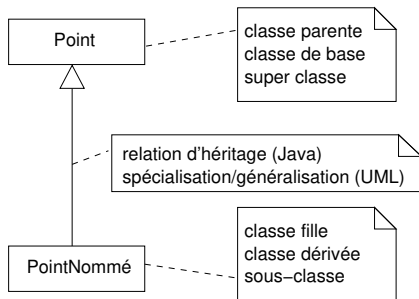 Point
classe parente
classe de base
super classe
relation d'héritage (Java)
spécialisation/généralisation (UML)
PointNommé
classe fille
classe dérivée
sous−classe